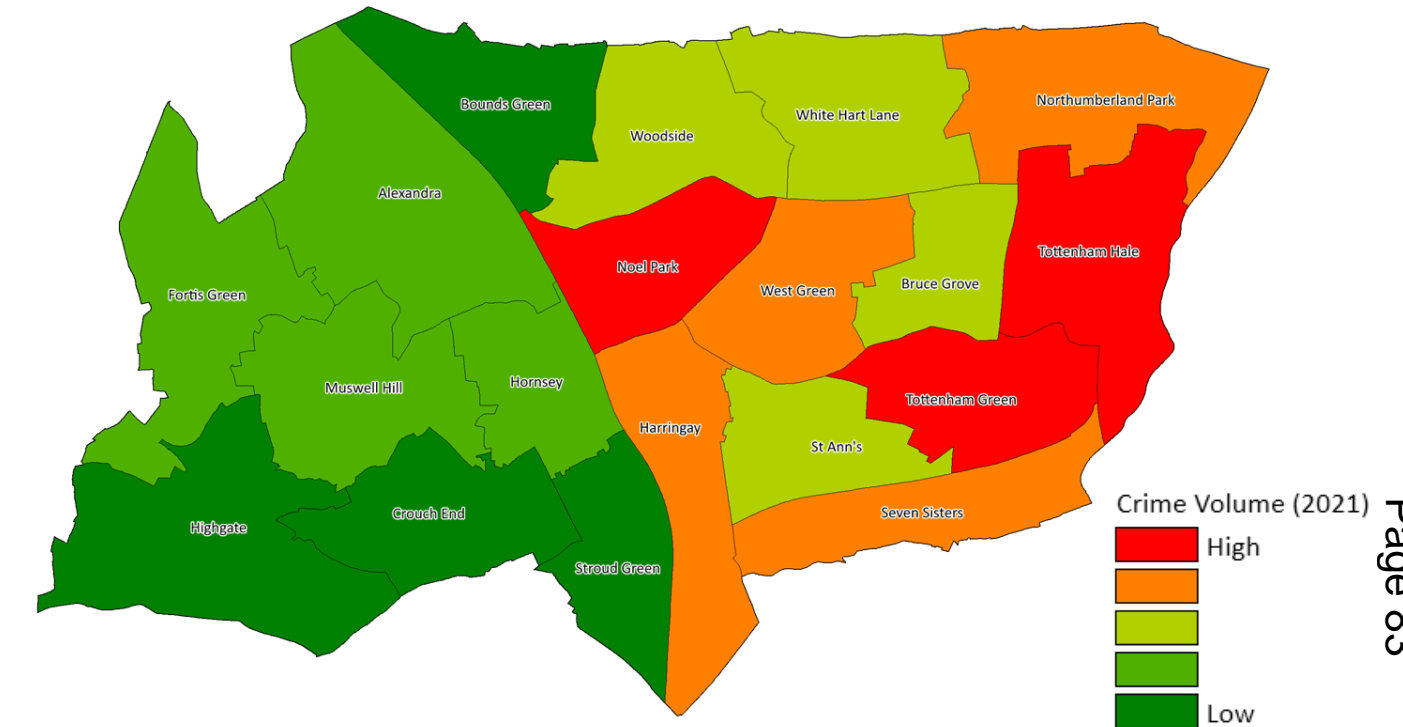 Northumberland Park
Bounds Green
White Hart Lane
Woodside
Alexandra
Tottenham Hale
Noel Park
Bruce Grove
West Green
Fortis Green
Hornsey
Muswell Hill
Tottenham Green
Harringay
St Ann's
Crouch End
Seven Sisters
Highgate
Stroud Green
Crime Volume (2021)
High
Low
Page 83